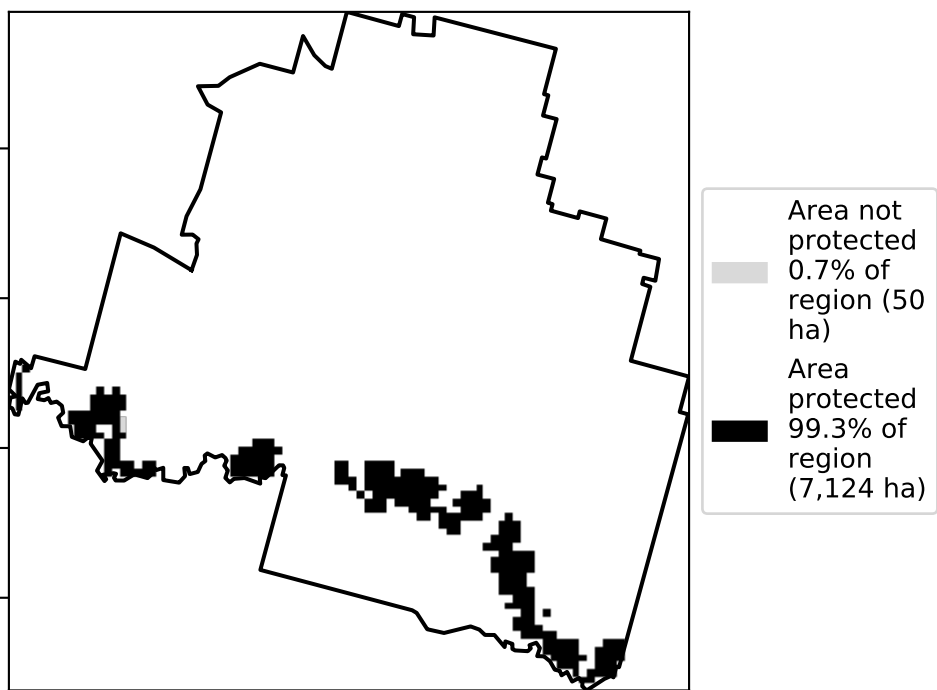 Area not
protected
0.7% of
region (50
ha)
Area
protected
99.3% of
region
(7,124 ha)